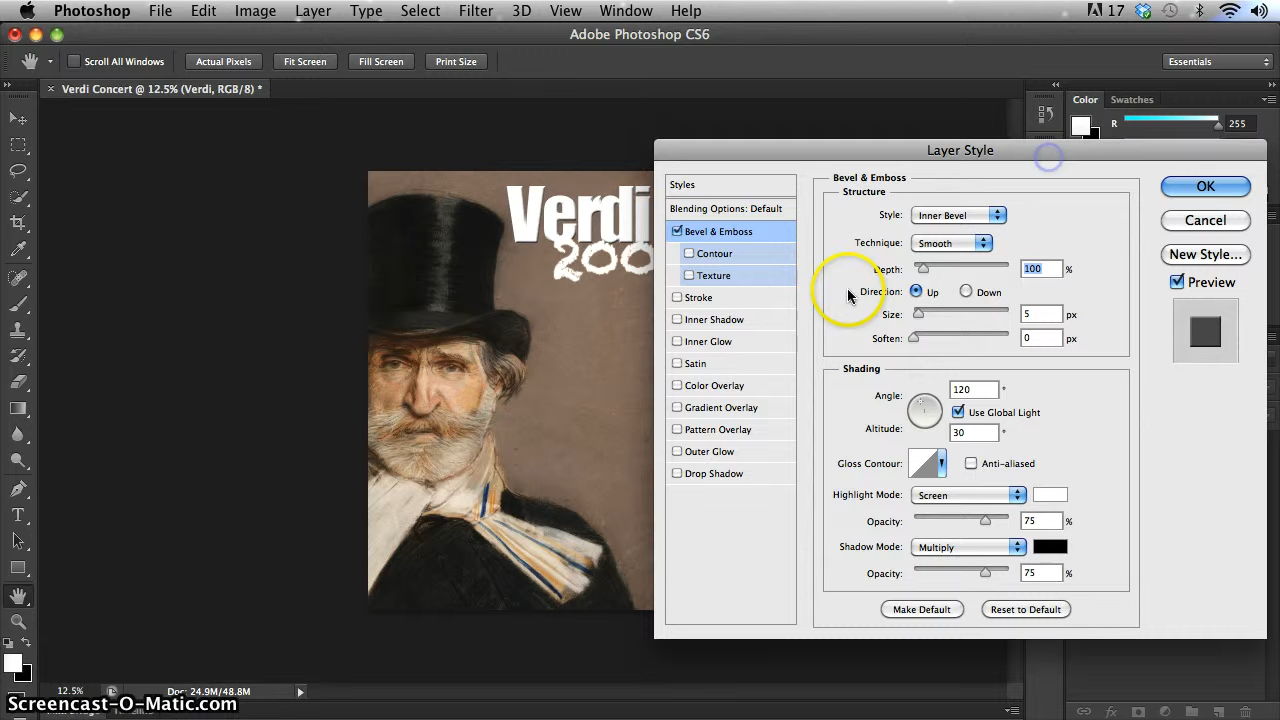 Photoshop File Edit Image Layer Type Select Filter 3D View Window Help 17
Adobe Photoshop CS6
Scroll All Windows Actual Pixels Fit Screen Fill Screen Print Size Essentials
Verdi Concert @ 12.5% (Verdi, RGB/8) *
Color Swatches
R 255
Verdi
200
Layer Style
Styles
Blending Options: Default
Bevel & Emboss
Contour
Texture
Stroke
Inner Shadow
Inner Glow
Satin
Color Overlay
Gradient Overlay
Pattern Overlay
Outer Glow
Drop Shadow
Bevel & Emboss
Structure
Style: Inner Bevel
Technique: Smooth
Depth: 100 %
Direction: Up Down
Size: 5 px
Soften: 0 px
Shading
Angle: 120 °
Use Global Light
Altitude: 30 °
Gloss Contour: Anti-aliased
Highlight Mode: Screen
Opacity: 75 %
Shadow Mode: Multiply
Opacity: 75 %
Make Default Reset to Default
OK
Cancel
New Style...
Preview
12.5% Doc: 24.9M/48.8M
Screencast-O-Matic.com